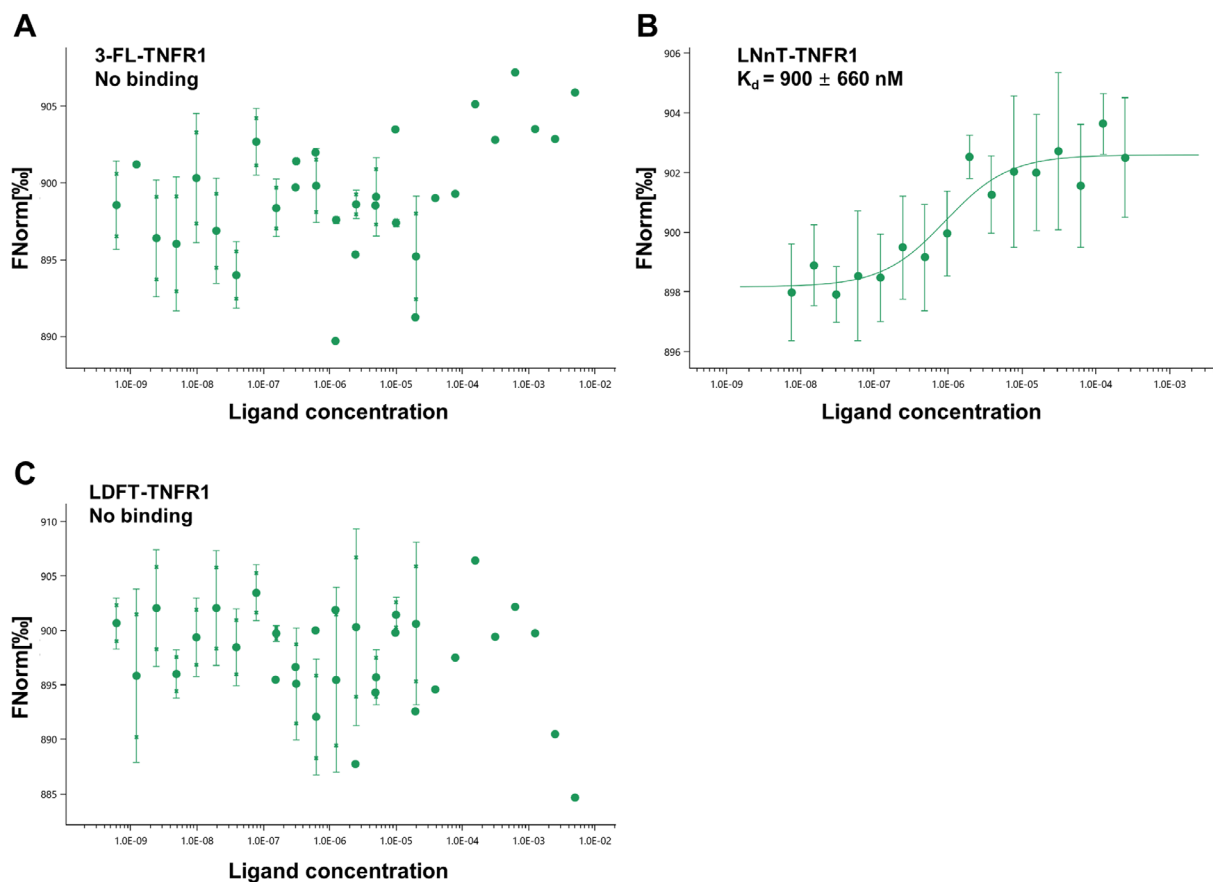 A
3-FL-TNFR1
No binding
FNorm[‰]
905
900
895
890
1.0E-09 1.0E-08 1.0E-07 1.0E-06 1.0E-05 1.0E-04 1.0E-03 1.0E-02
Ligand concentration
B
LNnT-TNFR1
Kd = 900 ± 660 nM
FNorm[‰]
906
904
902
900
898
896
1.0E-09 1.0E-08 1.0E-07 1.0E-06 1.0E-05 1.0E-04 1.0E-03
Ligand concentration
C
LDFT-TNFR1
No binding
FNorm[‰]
910
905
900
895
890
885
1.0E-09 1.0E-08 1.0E-07 1.0E-06 1.0E-05 1.0E-04 1.0E-03 1.0E-02
Ligand concentration